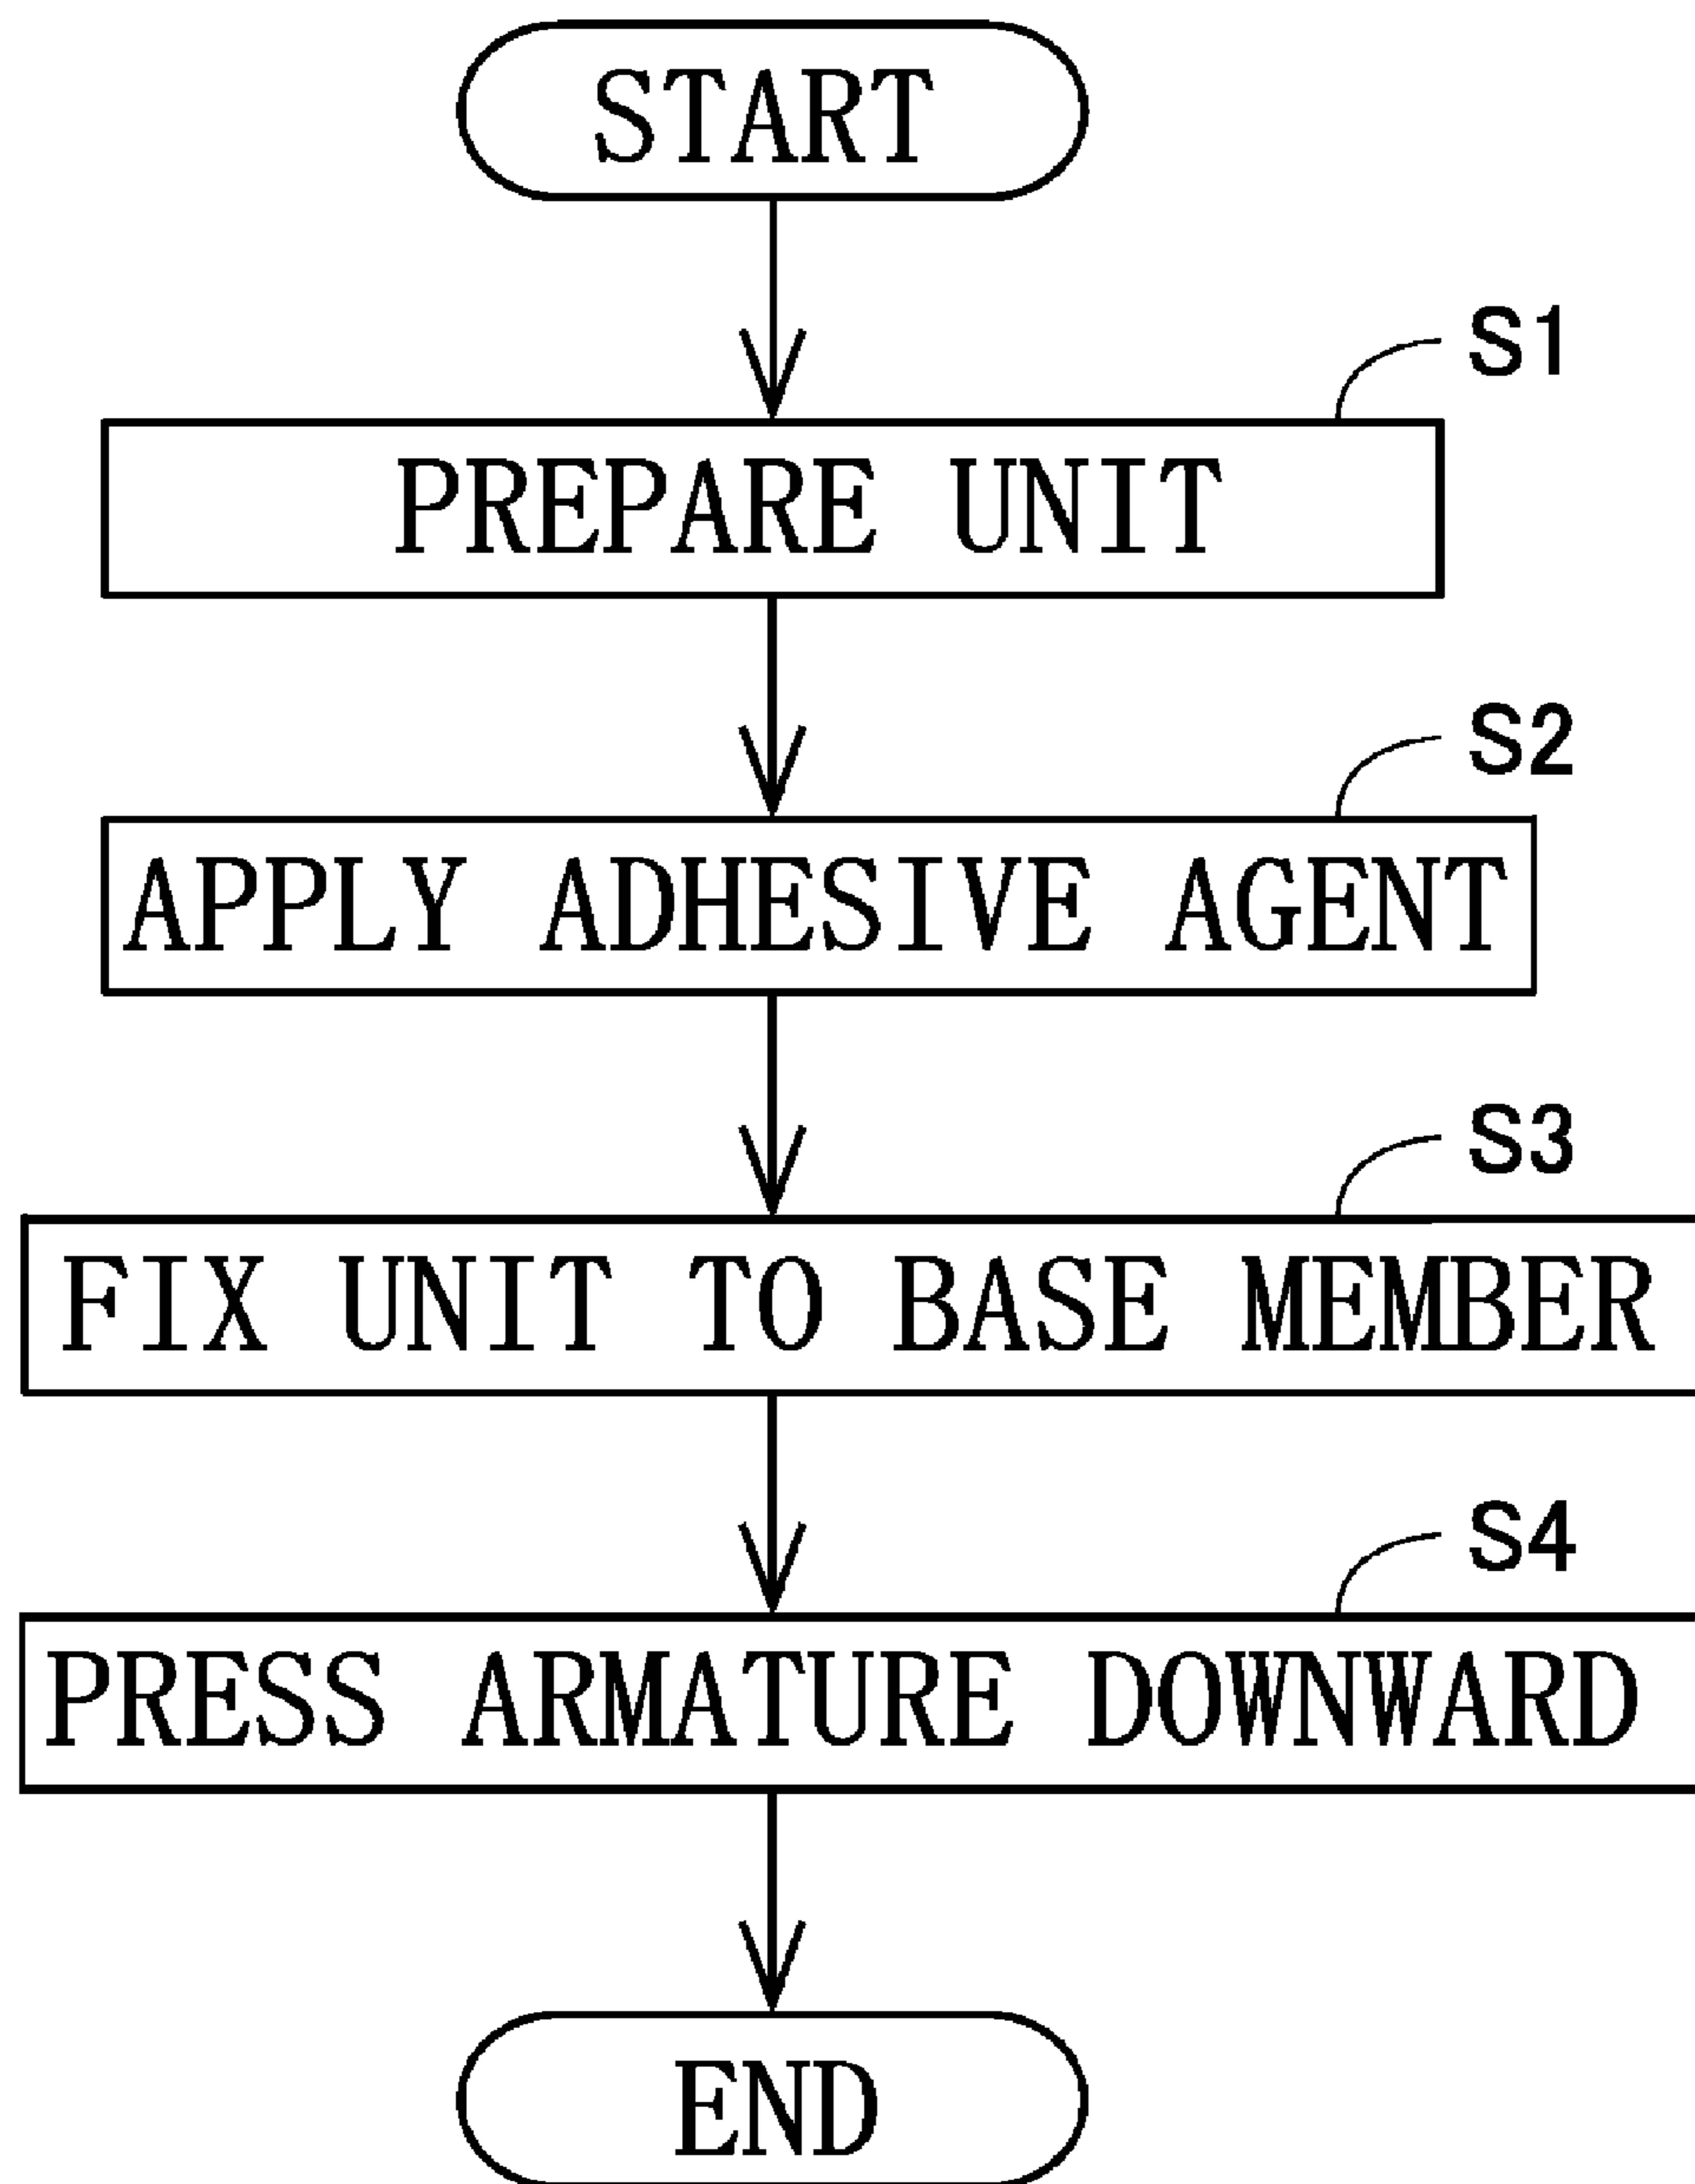 START
S1
PREPARE UNIT
S2
APPLY ADHESIVE AGENT
S3
FIX UNIT TO BASE MEMBER
S4
PRESS ARMATURE DOWNWARD
END